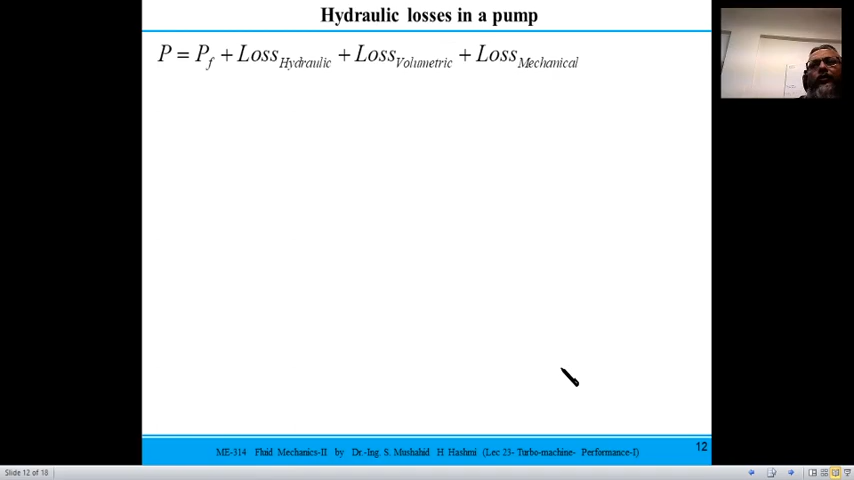 Hydraulic losses in a pump
P = P_f + Loss_Hydraulic + Loss_Volumetric + Loss_Mechanical
ME-314 Fluid Mechanics-II by Dr.-Ing. S. Mushahid H Hashmi (Lec 23- Turbo-machine- Performance-I)
12
Slide 12 of 18